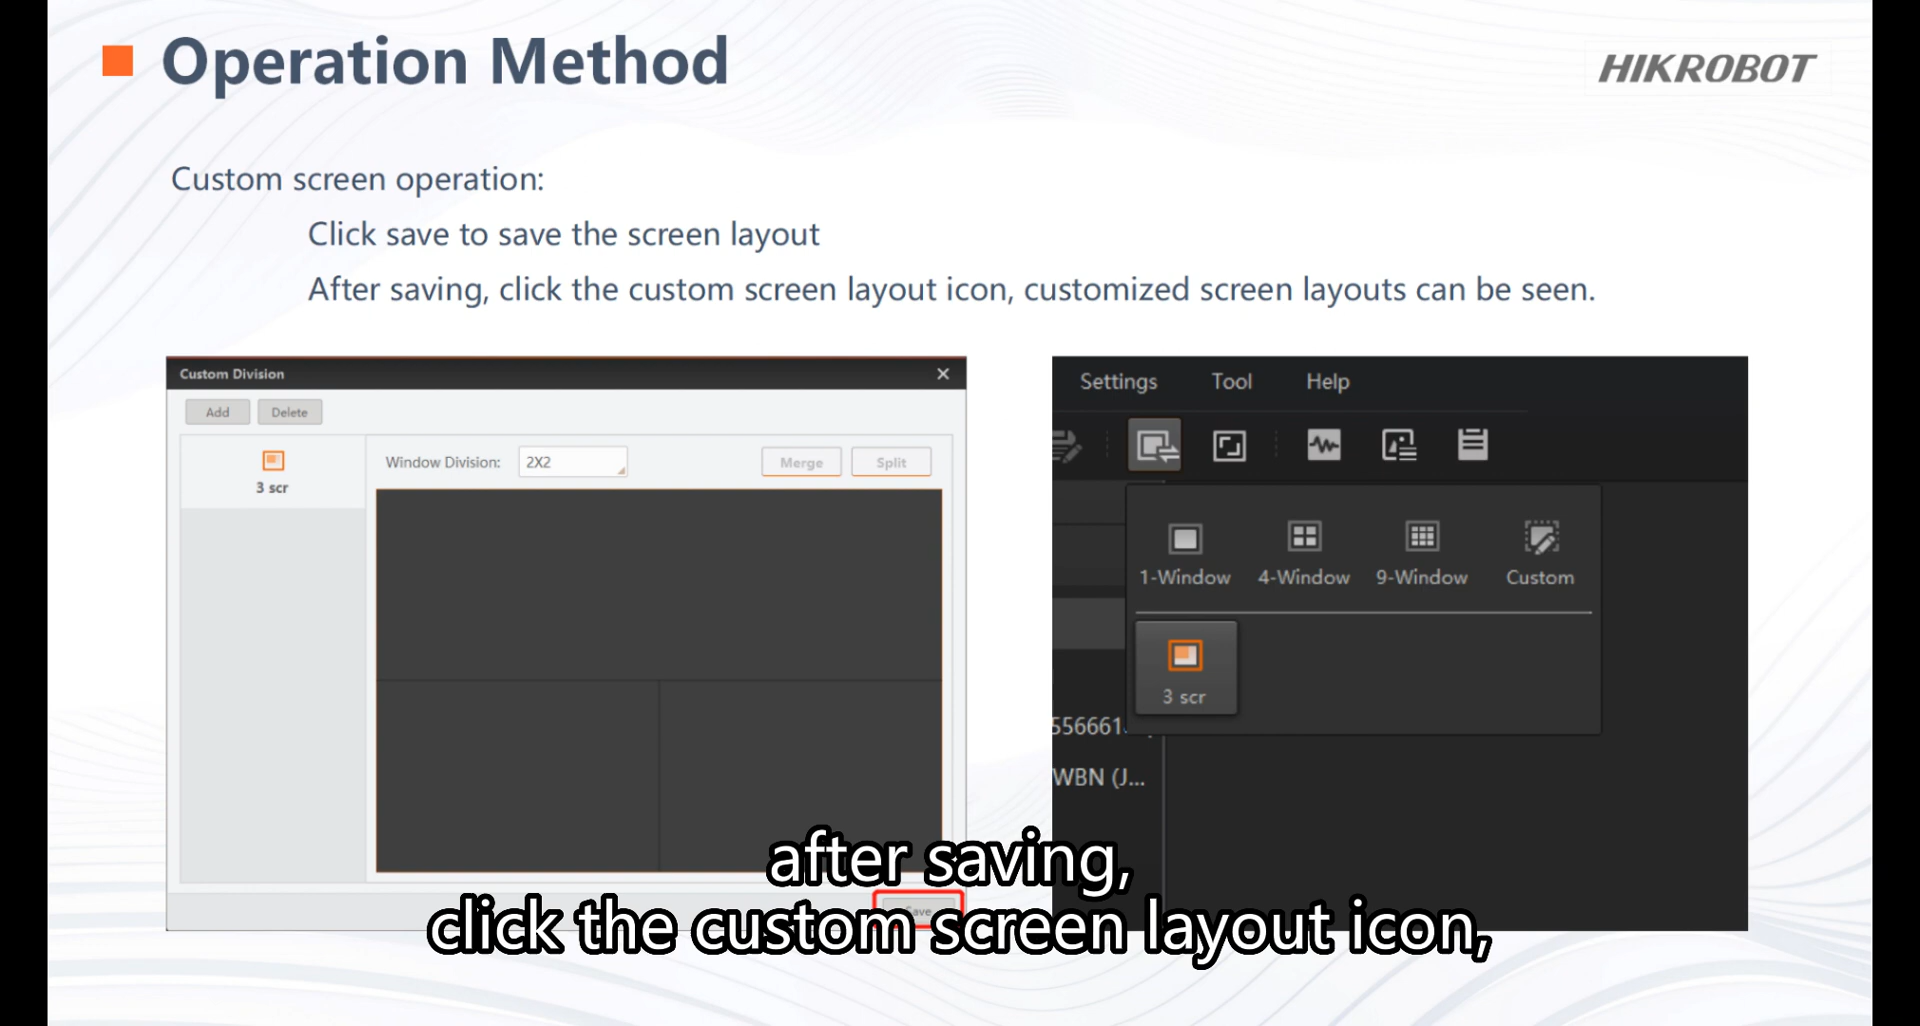 Operation Method
HIKROBOT
Custom screen operation:
Click save to save the screen layout
After saving, click the custom screen layout icon, customized screen layouts can be seen.
Custom Division
Add
Delete
3 scr
Window Division:
2X2
Merge
Split
Save
Settings
Tool
Help
1-Window
4-Window
9-Window
Custom
3 scr
556661
WBN (J...
after saving,
click the custom screen layout icon,